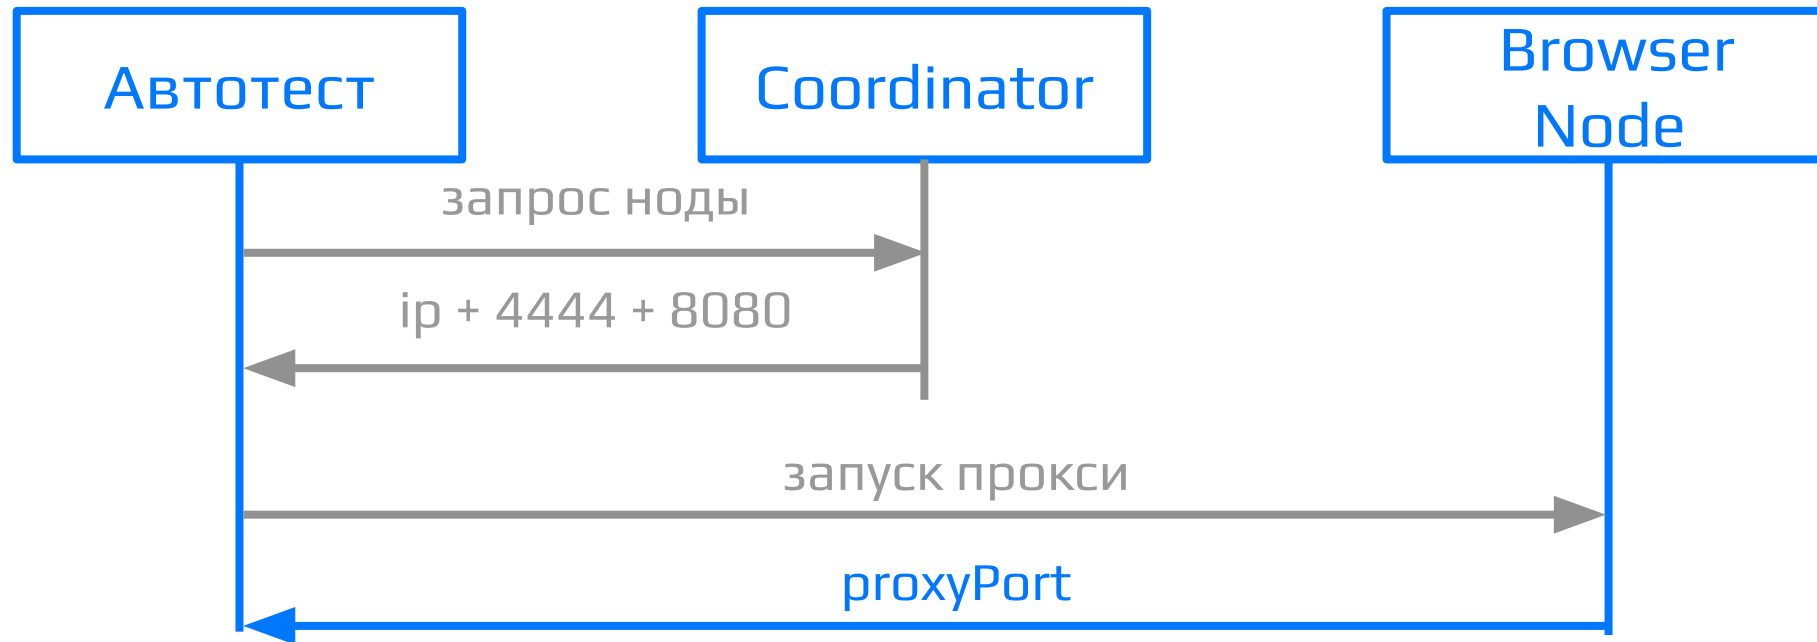 Автотест
Coordinator
Browser
Node
запрос ноды
ip + 4444 + 8080
запуск прокси
proxyPort